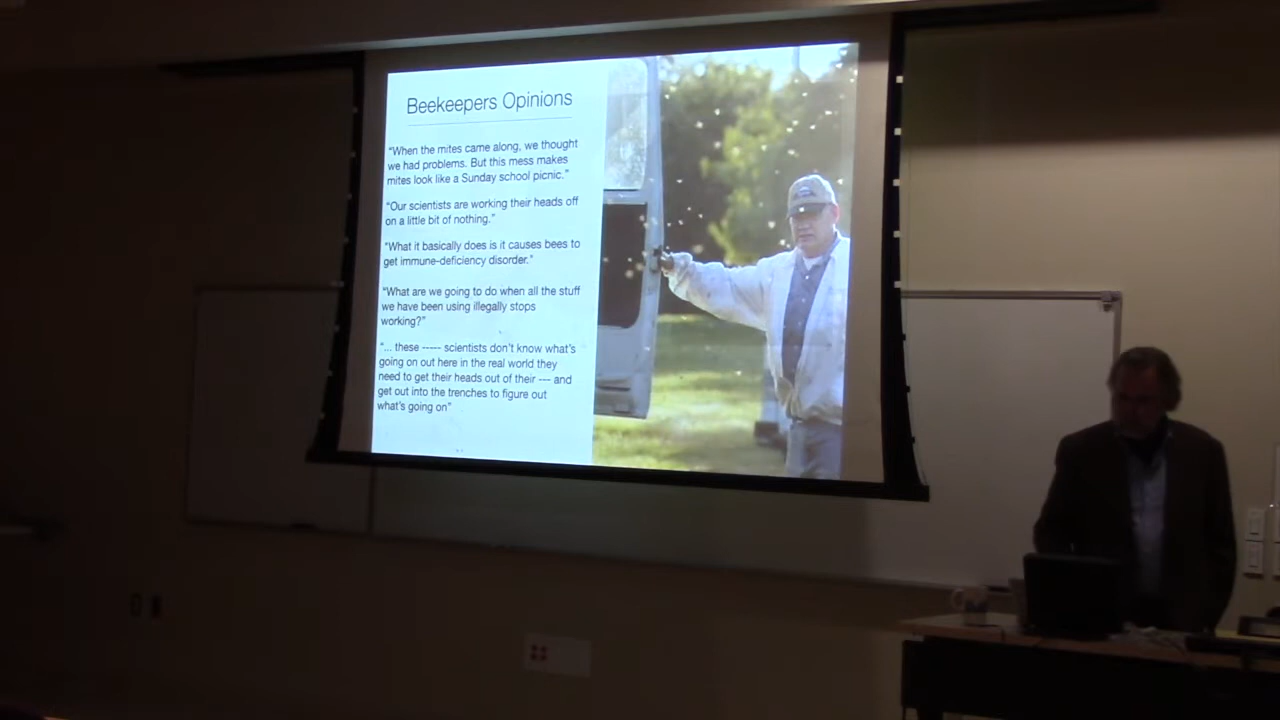 Beekeepers Opinions
“When the mites came along, we thought
we had problems. But this mess makes
mites look like a Sunday school picnic.”
“Our scientists are working their heads off
on a little bit of nothing.”
“What it basically does is it causes bees to
get immune-deficiency disorder.”
“What are we going to do when all the stuff
we have been using illegally stops
working?”
“... these ----- scientists don’t know what’s
going on out here in the real world they
need to get their heads out of their --- and
get out into the trenches to figure out
what’s going on”